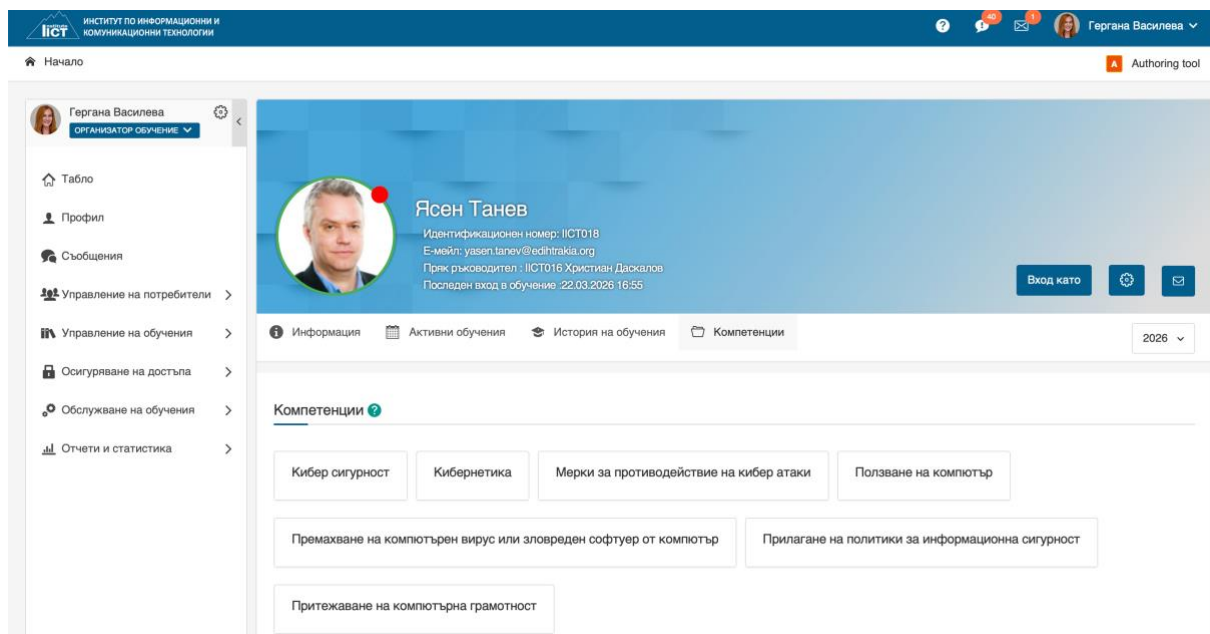 ИНСТИТУТ ПО ИНФОРМАЦИОННИ И
КОМУНИКАЦИОННИ ТЕХНОЛОГИИ
IICT
40
1
Гергана Василева
Начало
A Authoring tool
Гергана Василева
ОРГАНИЗАТОР ОБУЧЕНИЕ
Табло
Профил
Съобщения
Управление на потребители
Управление на обучения
Осигуряване на достъпа
Обслужване на обучения
Отчети и статистика
Ясен Танев
Идентификационен номер: IICT018
Е-мейл: yasen.tanev@edihtrakia.org
Пряк ръководител : IICT016 Християн Даскалов
Последен вход в обучение :22.03.2026 16:55
Вход като
Информация
Активни обучения
История на обучения
Компетенции
2026
Компетенции ?
Кибер сигурност
Кибернетика
Мерки за противодействие на кибер атаки
Ползване на компютър
Премахване на компютърен вирус или зловреден софтуер от компютър
Прилагане на политики за информационна сигурност
Притежаване на компютърна грамотност